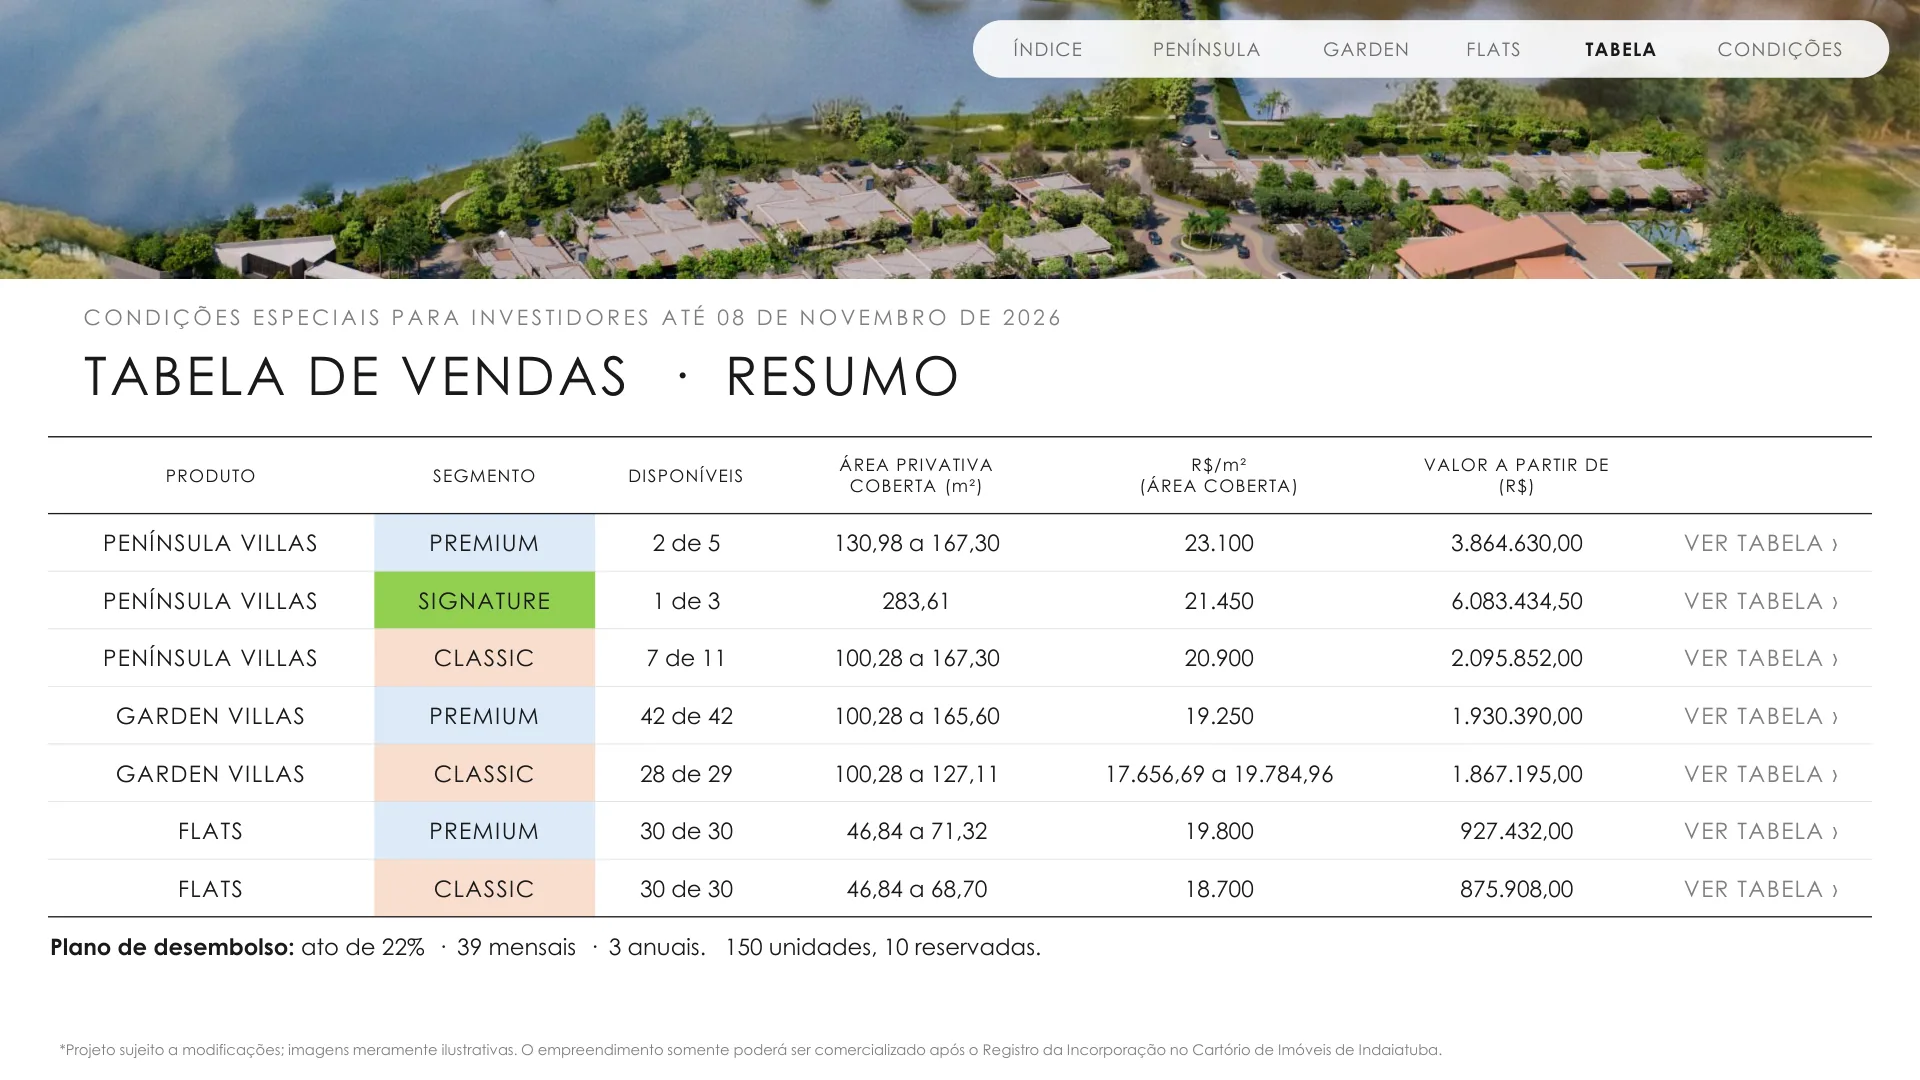 ÍNDICE PENÍNSULA GARDEN FLATS TABELA CONDIÇÕES
CONDIÇÕES ESPECIAIS PARA INVESTIDORES ATÉ 08 DE NOVEMBRO DE 2026
TABELA DE VENDAS · RESUMO
PRODUTO SEGMENTO DISPONÍVEIS ÁREA PRIVATIVA COBERTA (m²) R$/m² (ÁREA COBERTA) VALOR A PARTIR DE (R$)
PENÍNSULA VILLAS PREMIUM 2 de 5 130,98 a 167,30 23.100 3.864.630,00 VER TABELA ›
PENÍNSULA VILLAS SIGNATURE 1 de 3 283,61 21.450 6.083.434,50 VER TABELA ›
PENÍNSULA VILLAS CLASSIC 7 de 11 100,28 a 167,30 20.900 2.095.852,00 VER TABELA ›
GARDEN VILLAS PREMIUM 42 de 42 100,28 a 165,60 19.250 1.930.390,00 VER TABELA ›
GARDEN VILLAS CLASSIC 28 de 29 100,28 a 127,11 17.656,69 a 19.784,96 1.867.195,00 VER TABELA ›
FLATS PREMIUM 30 de 30 46,84 a 71,32 19.800 927.432,00 VER TABELA ›
FLATS CLASSIC 30 de 30 46,84 a 68,70 18.700 875.908,00 VER TABELA ›
Plano de desembolso: ato de 22% · 39 mensais · 3 anuais. 150 unidades, 10 reservadas.
*Projeto sujeito a modificações; imagens meramente ilustrativas. O empreendimento somente poderá ser comercializado após o Registro da Incorporação no Cartório de Imóveis de Indaiatuba.